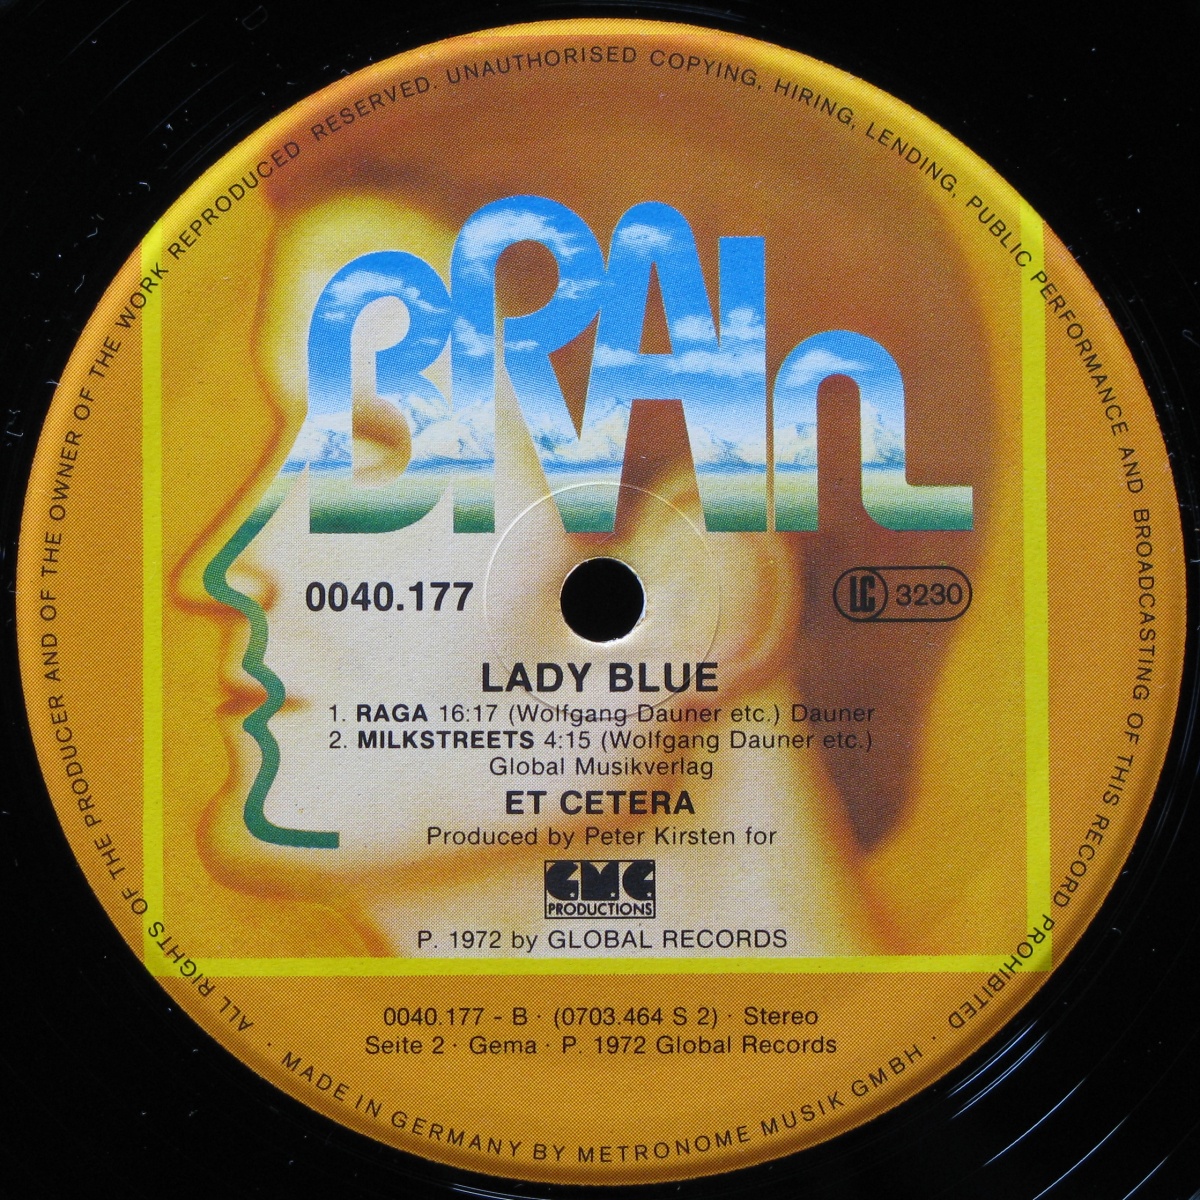 ALL RIGHTS OF THE PRODUCER AND OF THE OWNER OF THE WORK REPRODUCED RESERVED. UNAUTHORISED COPYING, HIRING, LENDING, PUBLIC PERFORMANCE AND BROADCASTING OF THIS RECORD PROHIBITED
BRAIn
0040.177
LC 3230
LADY BLUE
1. RAGA 16:17 (Wolfgang Dauner etc.) Dauner
2. MILKSTREETS 4:15 (Wolfgang Dauner etc.)
Global Musikverlag
ET CETERA
Produced by Peter Kirsten for
G.M.G.
PRODUCTIONS
P. 1972 by GLOBAL RECORDS
0040.177 - B · (0703.464 S 2) · Stereo
Seite 2 · Gema · P. 1972 Global Records
· MADE IN GERMANY BY METRONOME MUSIK GMBH ·